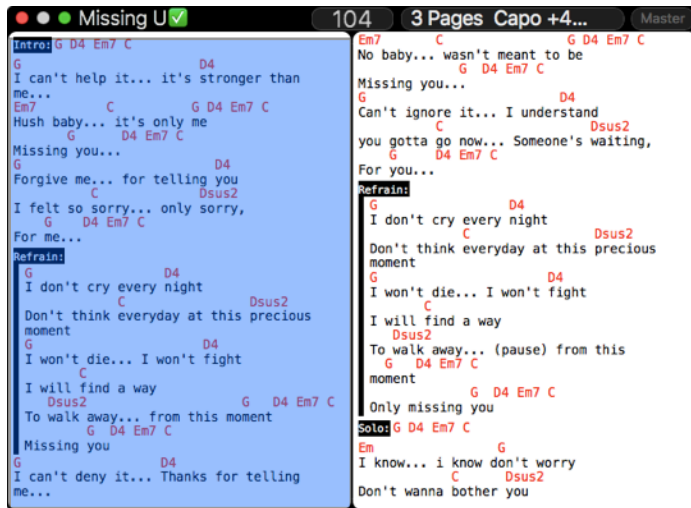 Missing U✅
104
3 Pages Capo +4...
Master
Intro: G D4 Em7 C
G D4
I can't help it... it's stronger than
me...
Em7 C G D4 Em7 C
Hush baby... it's only me
G D4 Em7 C
Missing you...
G D4
Forgive me... for telling you
C Dsus2
I felt so sorry... only sorry,
G D4 Em7 C
For me...
Refrain:
G D4
I don't cry every night
C Dsus2
Don't think everyday at this precious
moment
G D4
I won't die... I won't fight
C
I will find a way
Dsus2 G D4 Em7 C
To walk away... from this moment
G D4 Em7 C
Missing you
G D4
I can't deny it... Thanks for telling
me...
Em7 C G D4 Em7 C
No baby... wasn't meant to be
G D4 Em7 C
Missing you...
G D4
Can't ignore it... I understand
C Dsus2
you gotta go now... Someone's waiting,
G D4 Em7 C
For you...
Refrain:
G D4
I don't cry every night
C Dsus2
Don't think everyday at this precious
moment
G D4
I won't die... I won't fight
C
I will find a way
Dsus2
To walk away... (pause) from this
G D4 Em7 C
moment
G D4 Em7 C
Only missing you
Solo: G D4 Em7 C
Em G
I know... i know don't worry
C Dsus2
Don't wanna bother you